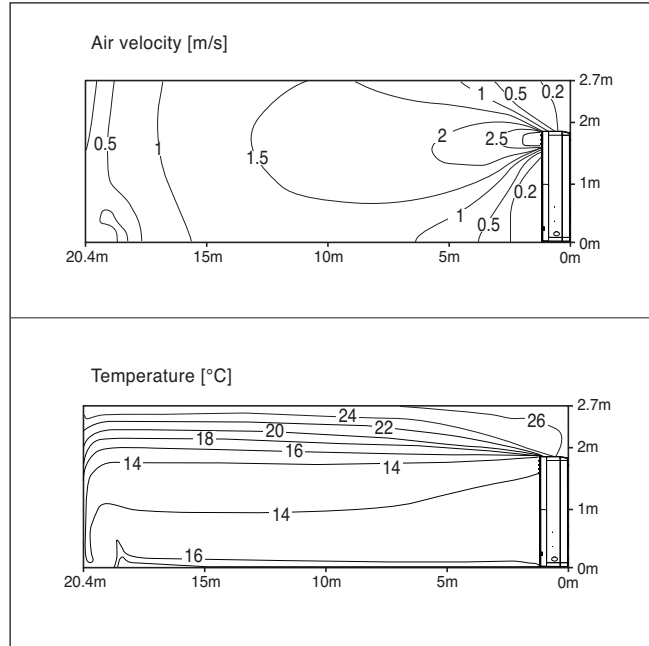 Air velocity [m/s]
1 0.5 0.2 2.7m
0.5 2 2.5 2m
1 1.5
0.2 1m
1 0.5
0m
20.4m 15m 10m 5m 0m
Temperature [°C]
2.7m
24 26
18 20 22 2m
16
14 14
14 1m
16
0m
20.4m 15m 10m 5m 0m